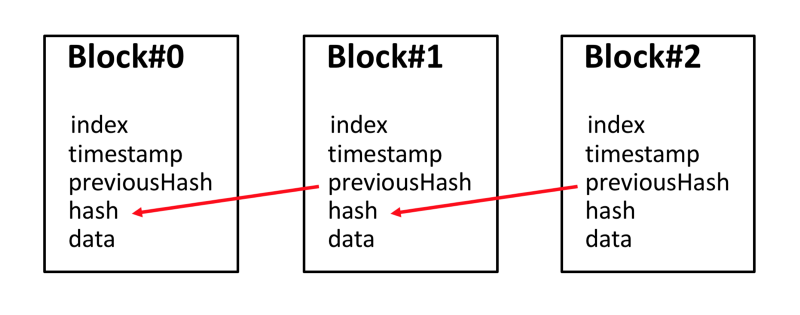 Block#0
index
timestamp
previousHash
hash
data
Block#1
index
timestamp
previousHash
hash
data
Block#2
index
timestamp
previousHash
hash
data